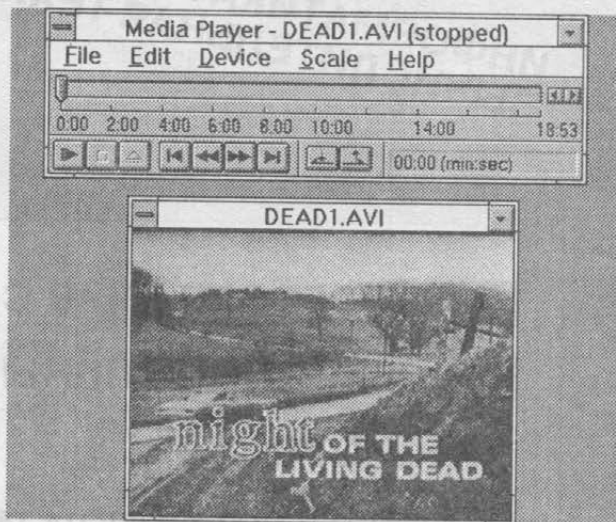 Media Player - DEAD1.AVI (stopped)
File Edit Device Scale Help
0:00 2:00 4:00 6:00 8:00 10:00 14:00 18:53
00:00 (min:sec)
DEAD1.AVI
night OF THE
LIVING DEAD